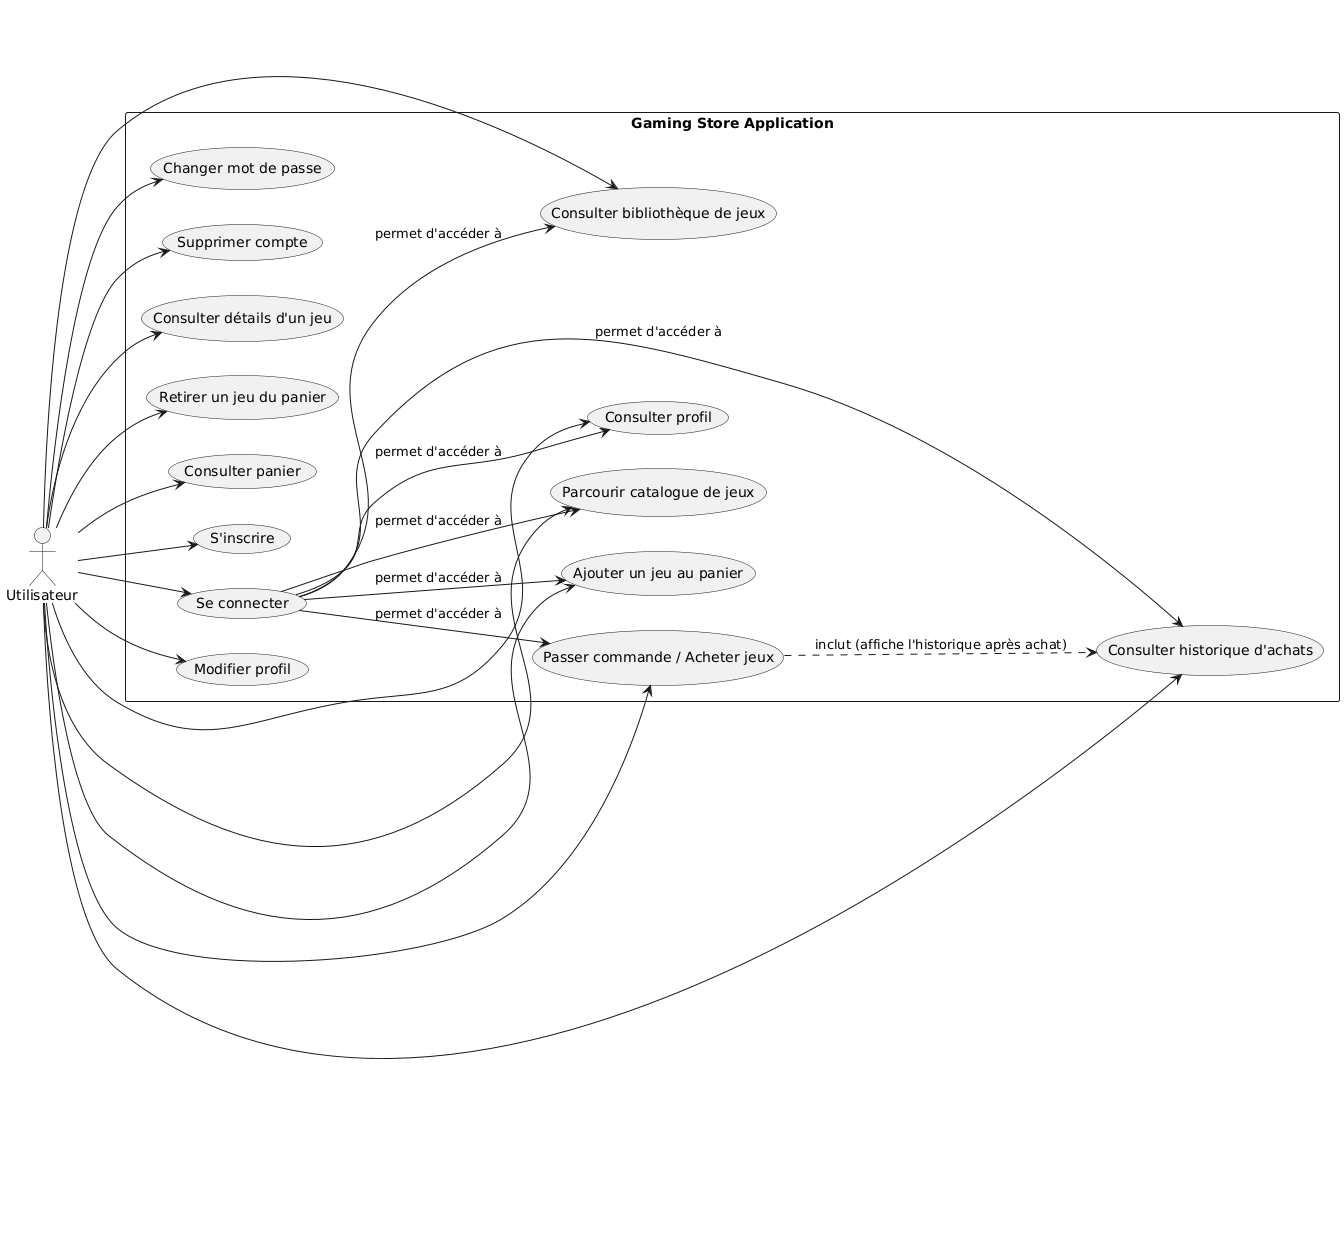 Gaming Store Application
Changer mot de passe
Consulter bibliothèque de jeux
permet d'accéder à
Supprimer compte
Consulter détails d'un jeu
permet d'accéder à
Retirer un jeu du panier
Consulter profil
permet d'accéder à
Consulter panier
Parcourir catalogue de jeux
permet d'accéder à
S'inscrire
Ajouter un jeu au panier
permet d'accéder à
Utilisateur
Se connecter
permet d'accéder à
Passer commande / Acheter jeux
inclut (affiche l'historique après achat)
Consulter historique d'achats
Modifier profil